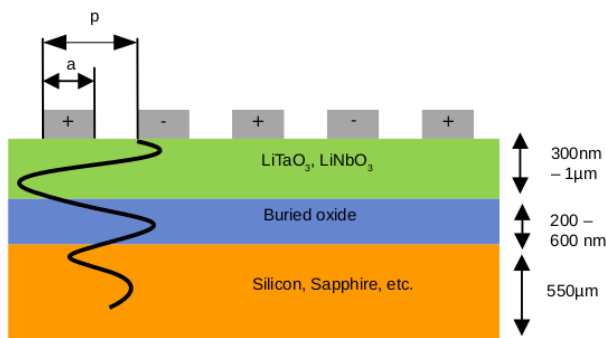 p
a
+ - + - +
LiTaO₃, LiNbO₃
300nm
– 1µm
Buried oxide
200 –
600 nm
Silicon, Sapphire, etc.
550µm